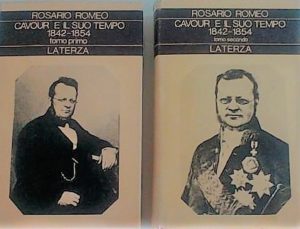 ROSARIO ROMEO
CAVOUR E IL SUO TEMPO
1842-1854
tomo primo
LATERZA
ROSARIO ROMEO
CAVOUR E IL SUO TEMPO
1842-1854
tomo secondo
LATERZA